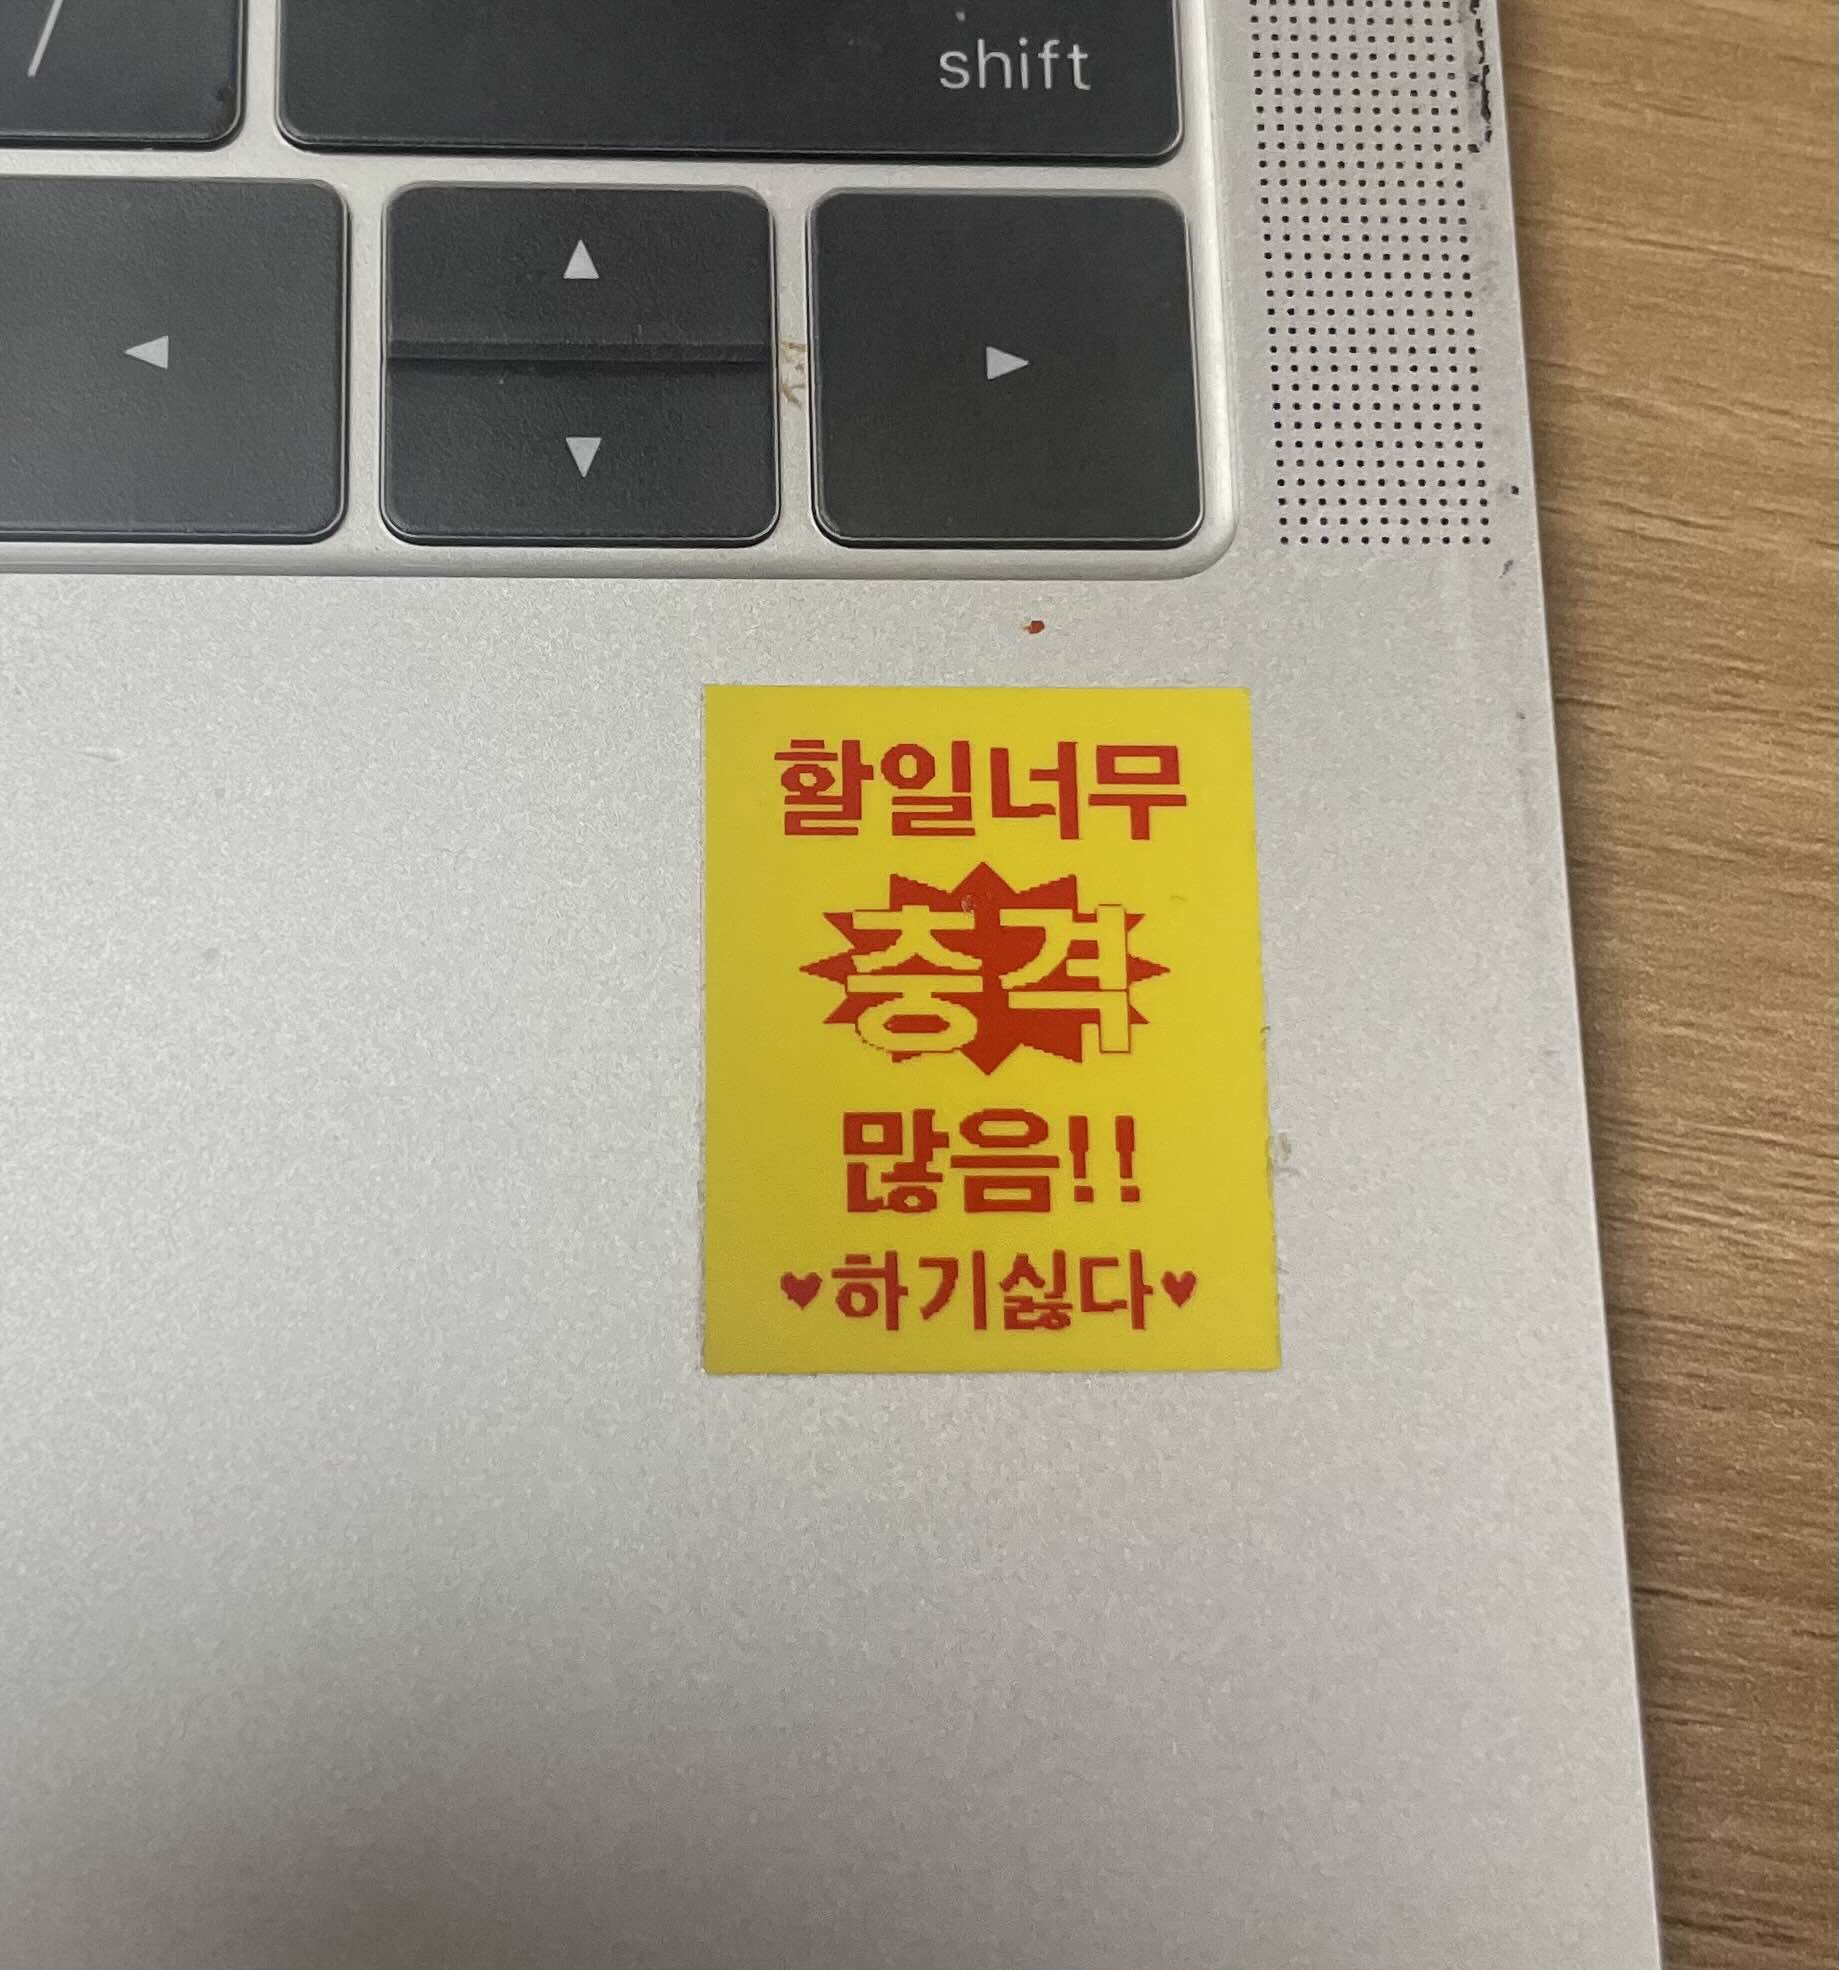 /
shift
◀ ▲ ▶
▼
할일너무
충격
많음!!
♥하기싫다♥